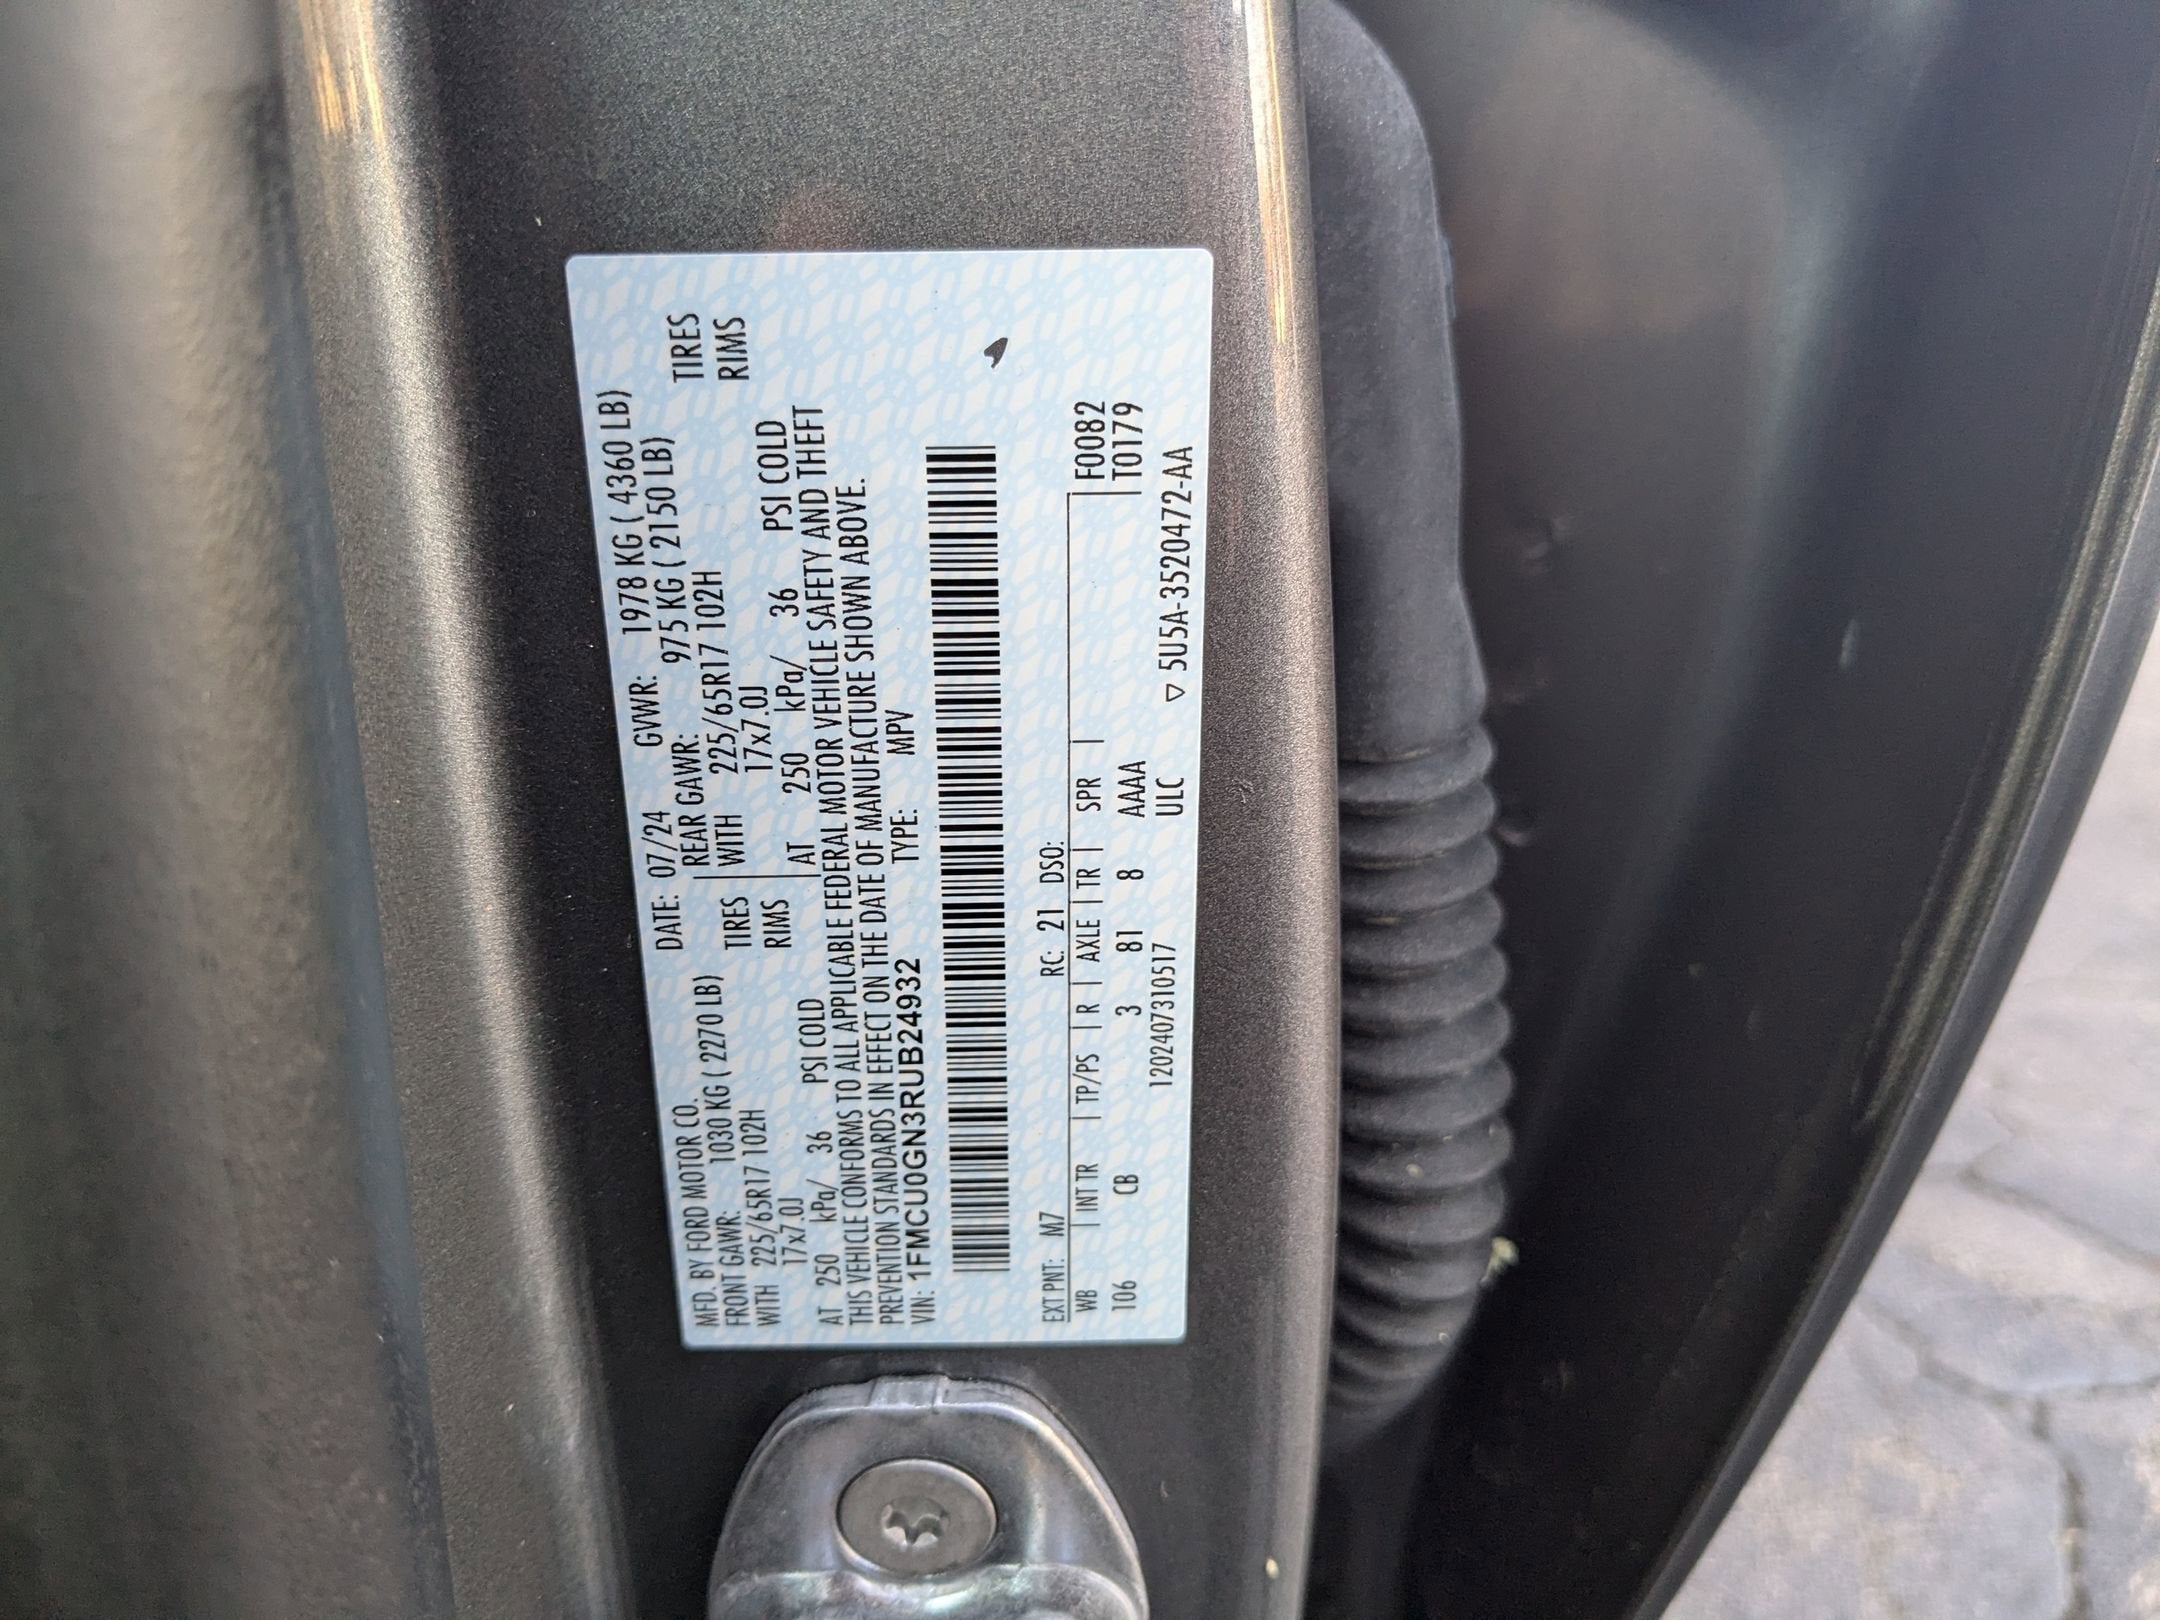 MFD. BY FORD MOTOR CO. DATE: 07/24 GVWR: 1978 KG ( 4360 LB)
FRONT GAWR: 1030 KG ( 2270 LB) REAR GAWR: 975 KG ( 2150 LB)
WITH 225/65R17 102H TIRES WITH 225/65R17 102H TIRES
17x7.0J RIMS 17x7.0J RIMS
AT 250 kPa/ 36 PSI COLD AT 250 kPa/ 36 PSI COLD
THIS VEHICLE CONFORMS TO ALL APPLICABLE FEDERAL MOTOR VEHICLE SAFETY AND THEFT
PREVENTION STANDARDS IN EFFECT ON THE DATE OF MANUFACTURE SHOWN ABOVE.
VIN: 1FMCU0GN3RUB24932 TYPE: MPV
EXT PNT: M7 RC: 21 DSO: F0082
WB | INT TR | TP/PS | R | AXLE | TR | SPR | T0179
106 CB 3 81 8 AAAA
1202407310517 ULC ▽ 5U5A-3520472-AA